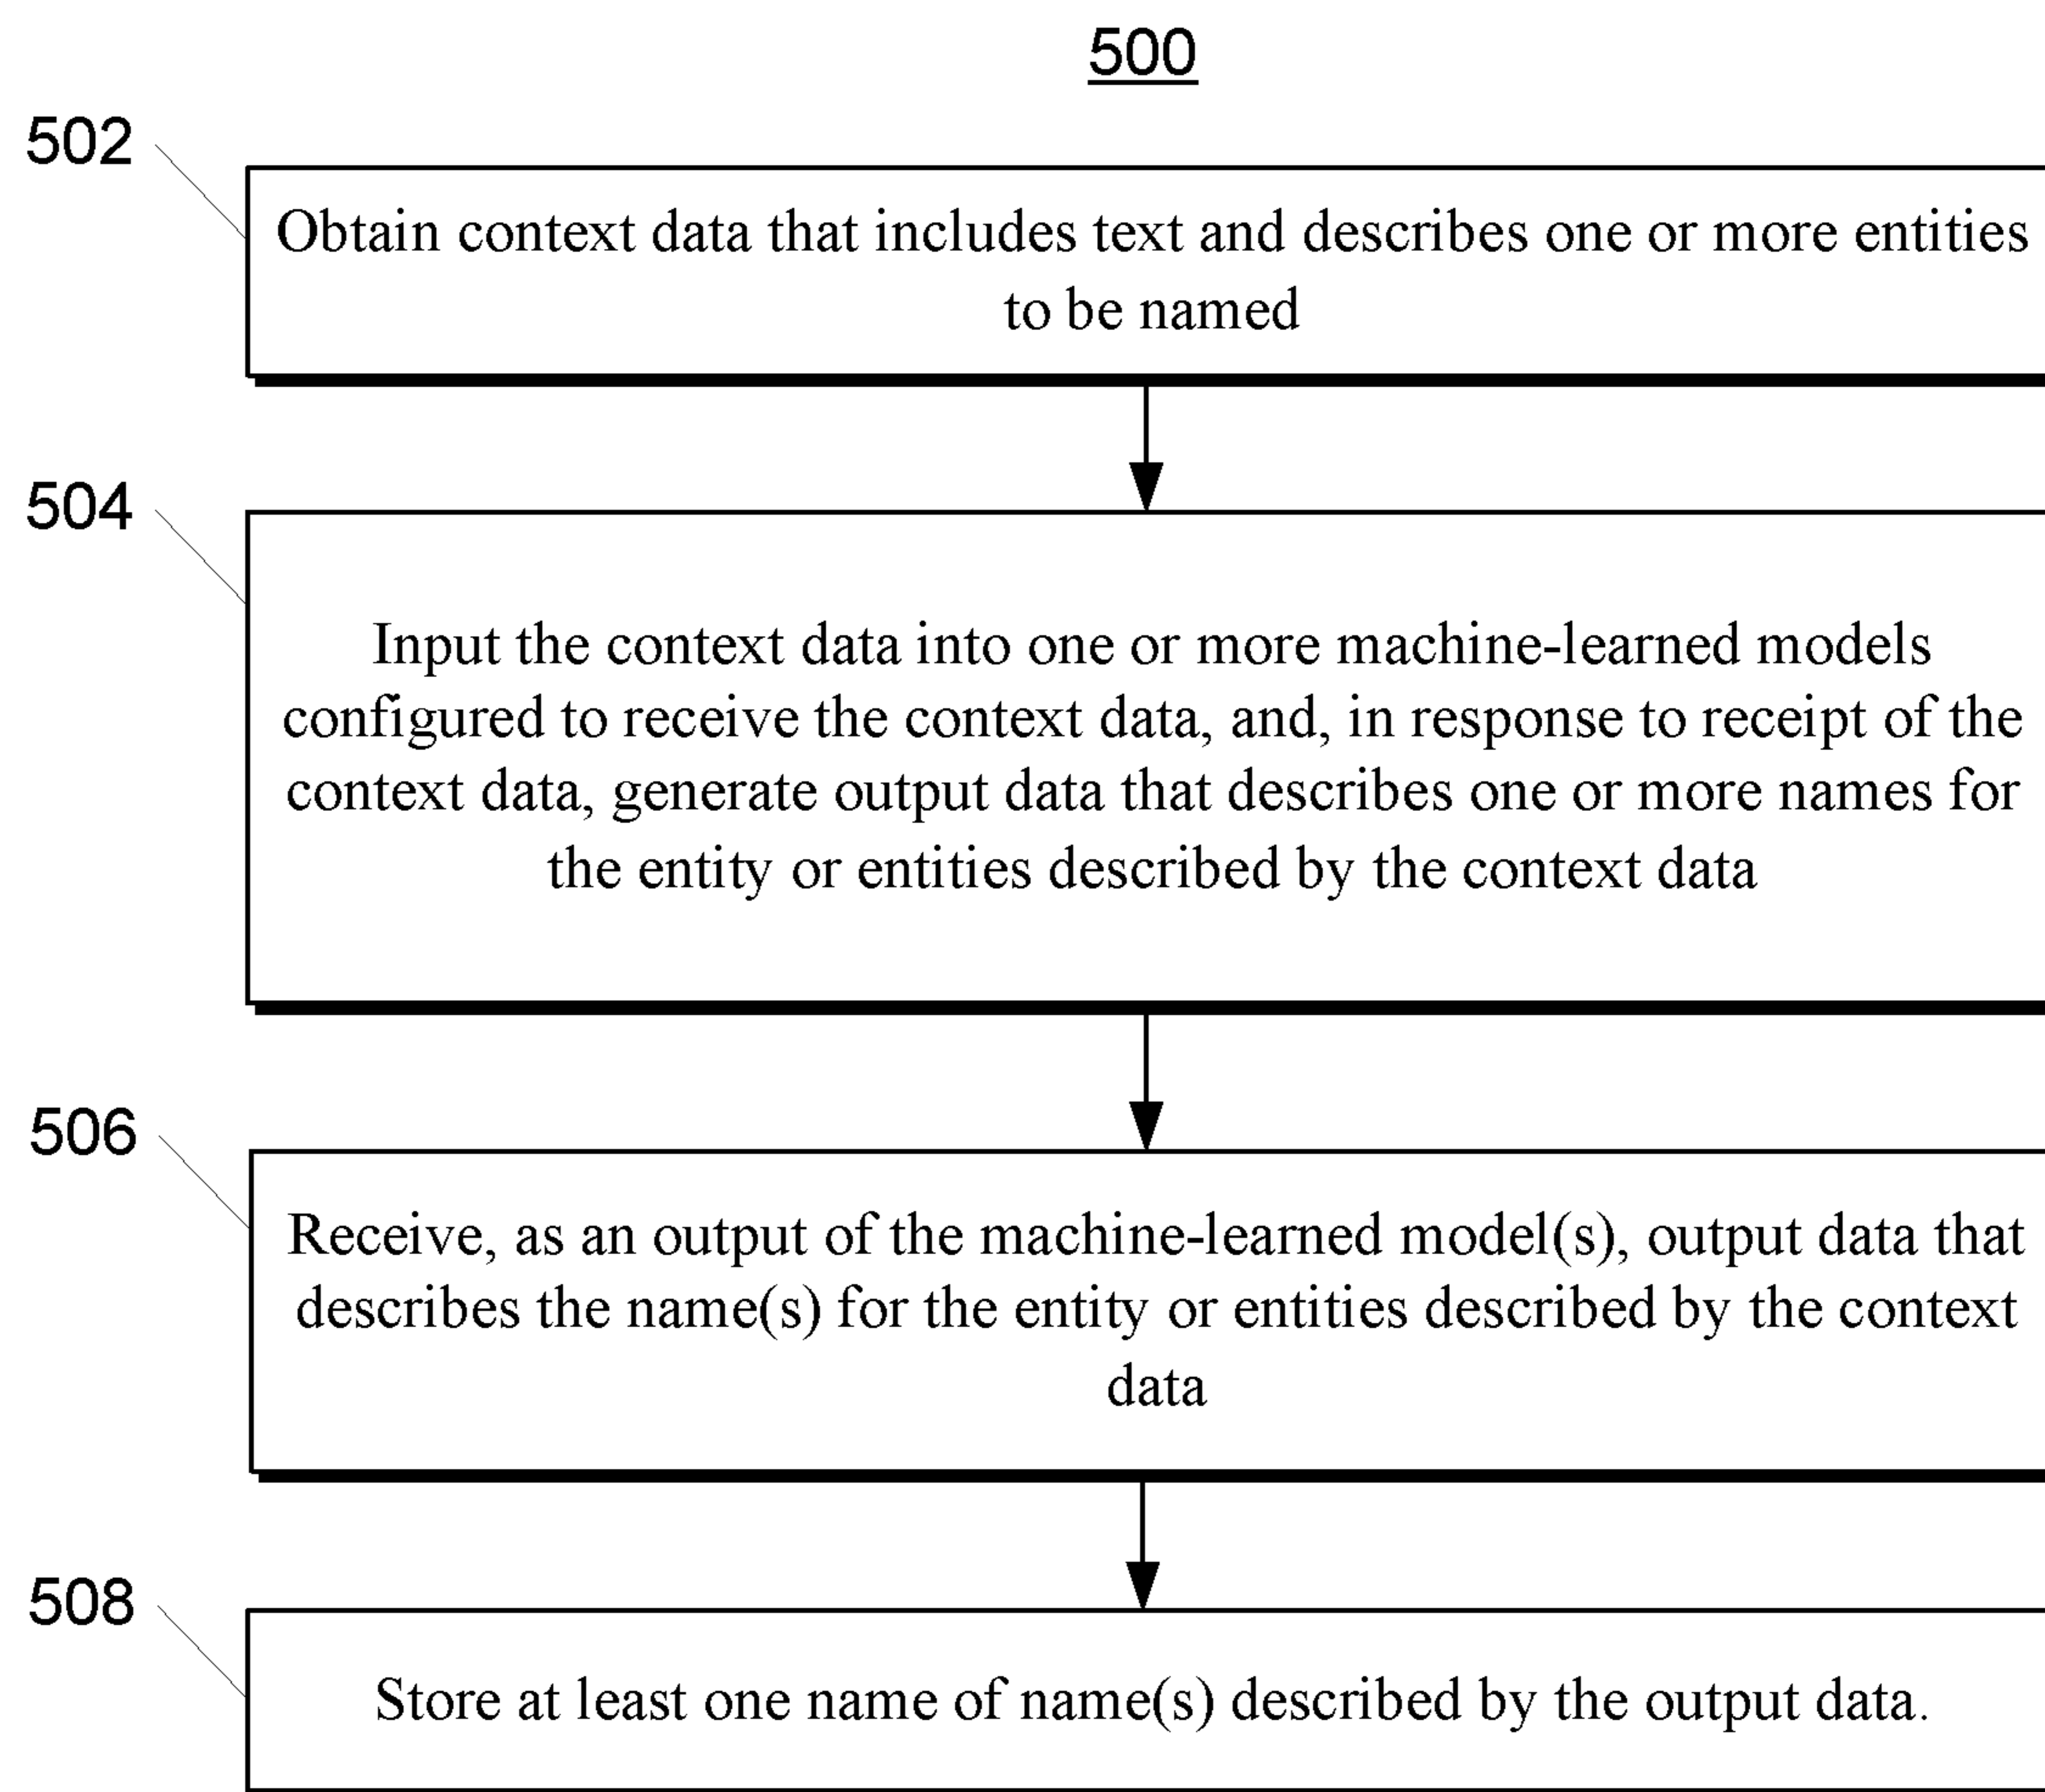 500
502
Obtain context data that includes text and describes one or more entities
to be named
504
Input the context data into one or more machine-learned models
configured to receive the context data, and, in response to receipt of the
context data, generate output data that describes one or more names for
the entity or entities described by the context data
506
Receive, as an output of the machine-learned model(s), output data that
describes the name(s) for the entity or entities described by the context
data
508
Store at least one name of name(s) described by the output data.